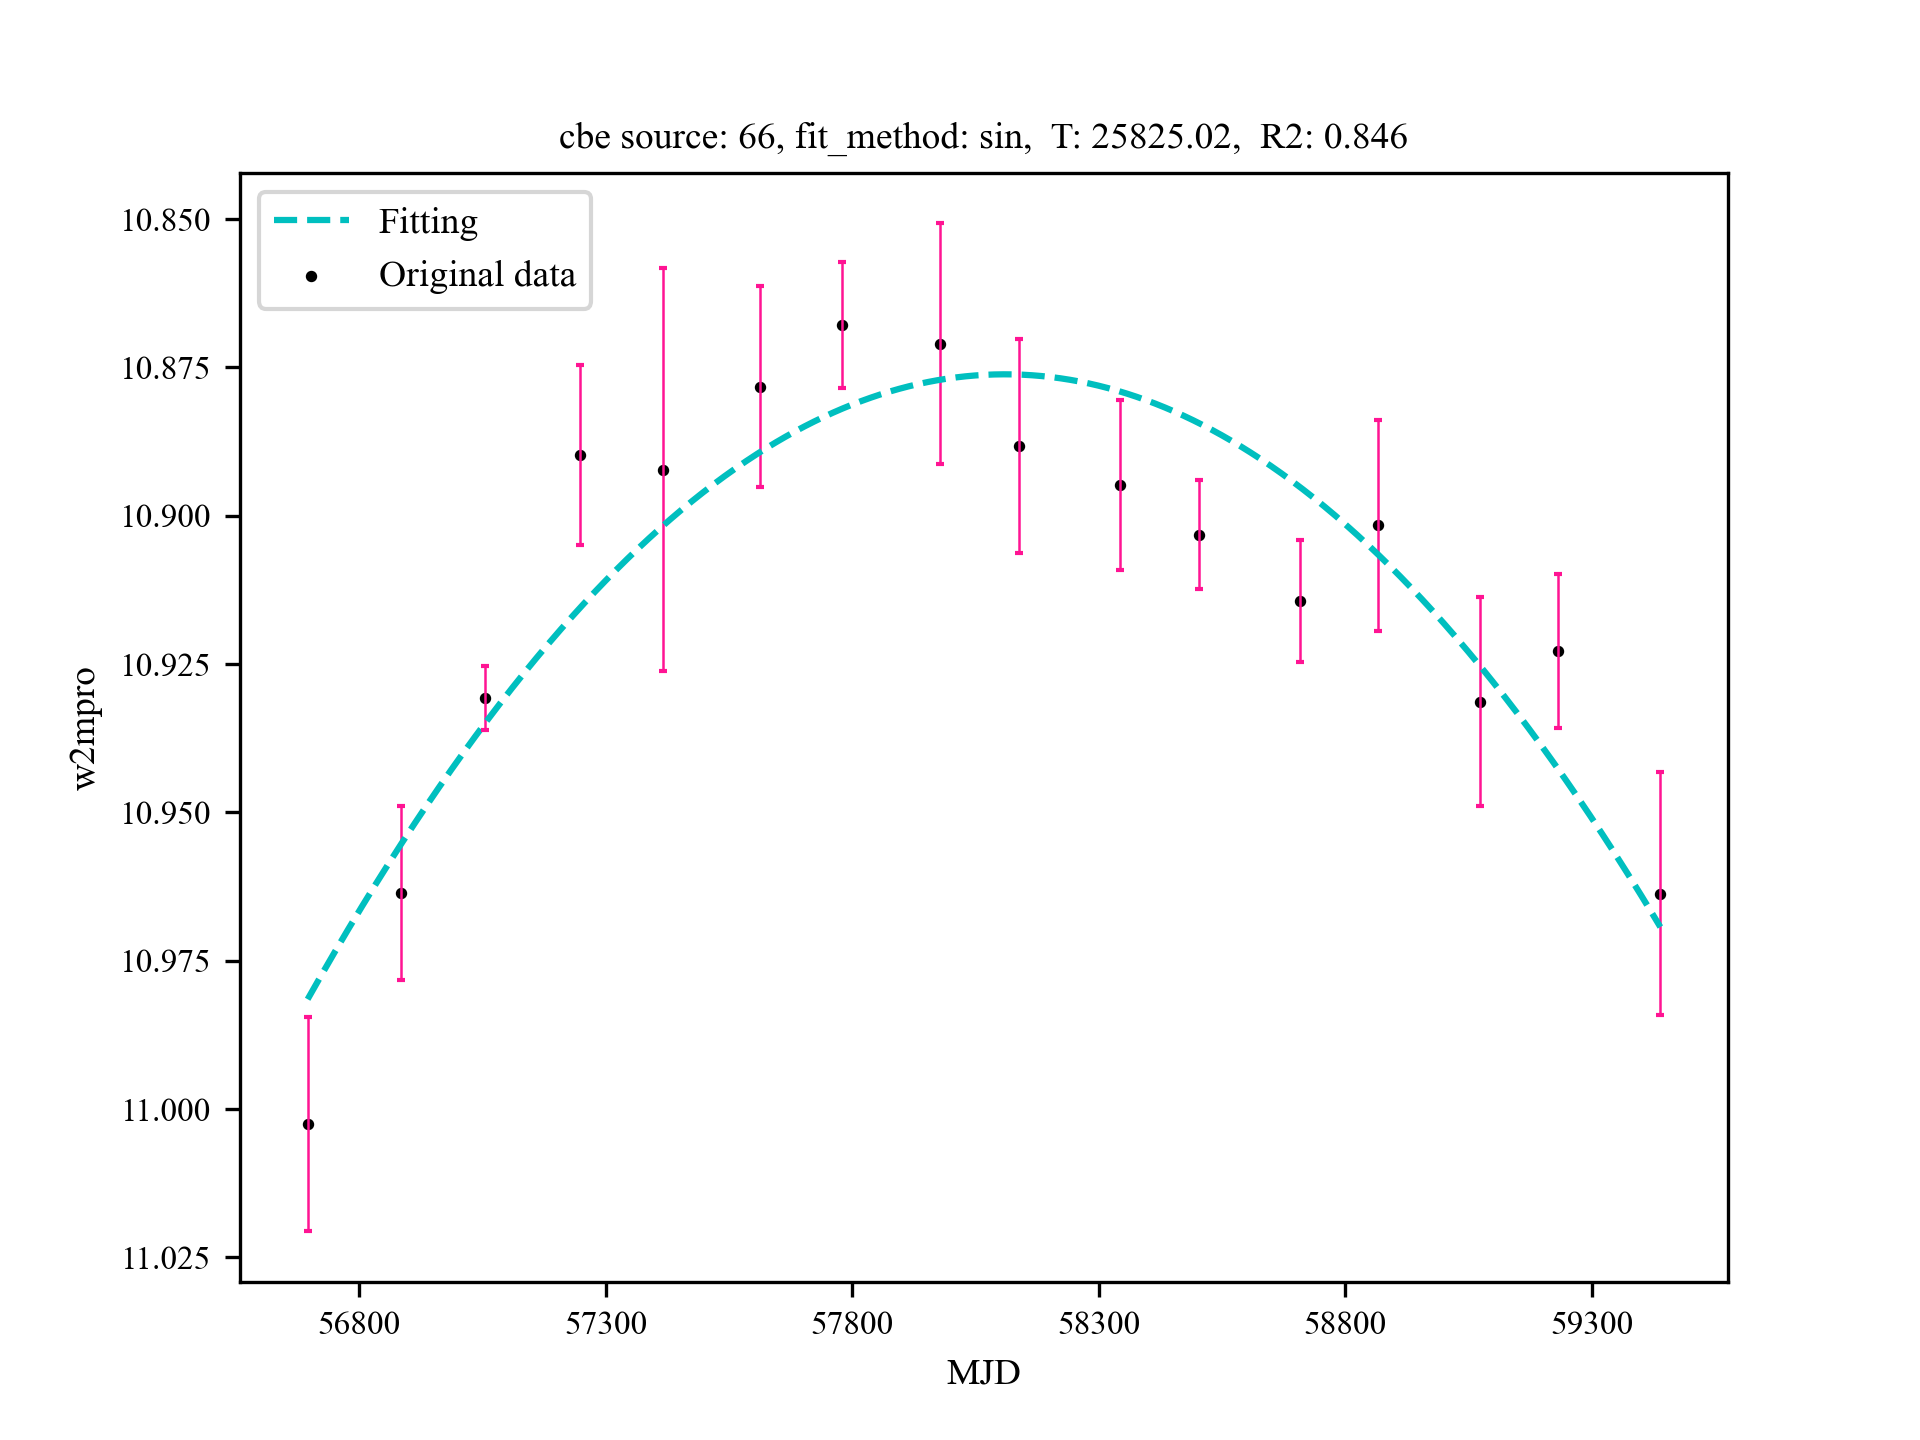 cbe source: 66, fit_method: sin,  T: 25825.02,  R2: 0.846
Fitting
Original data
10.850
10.875
10.900
10.925
10.950
10.975
11.000
11.025
w2mpro
56800
57300
57800
58300
58800
59300
MJD